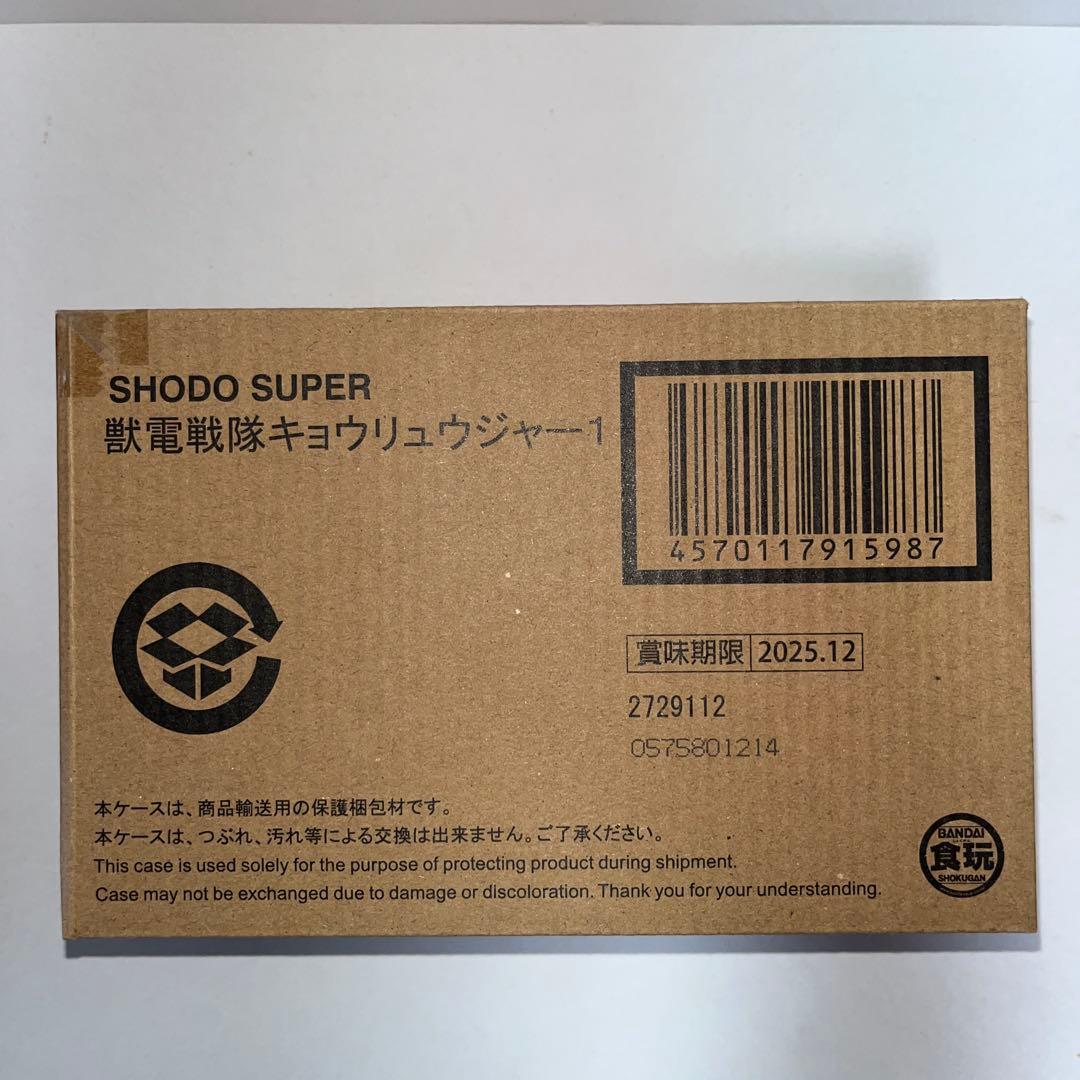 SHODO SUPER
獣電戦隊キョウリュウジャー1
4570117915987
賞味期限 2025.12
2729112
0575801214
本ケースは、商品輸送用の保護梱包材です。
本ケースは、つぶれ、汚れ等による交換は出来ません。ご了承ください。
This case is used solely for the purpose of protecting product during shipment.
Case may not be exchanged due to damage or discoloration. Thank you for your understanding.
BANDAI
食玩
SHOKUGAN